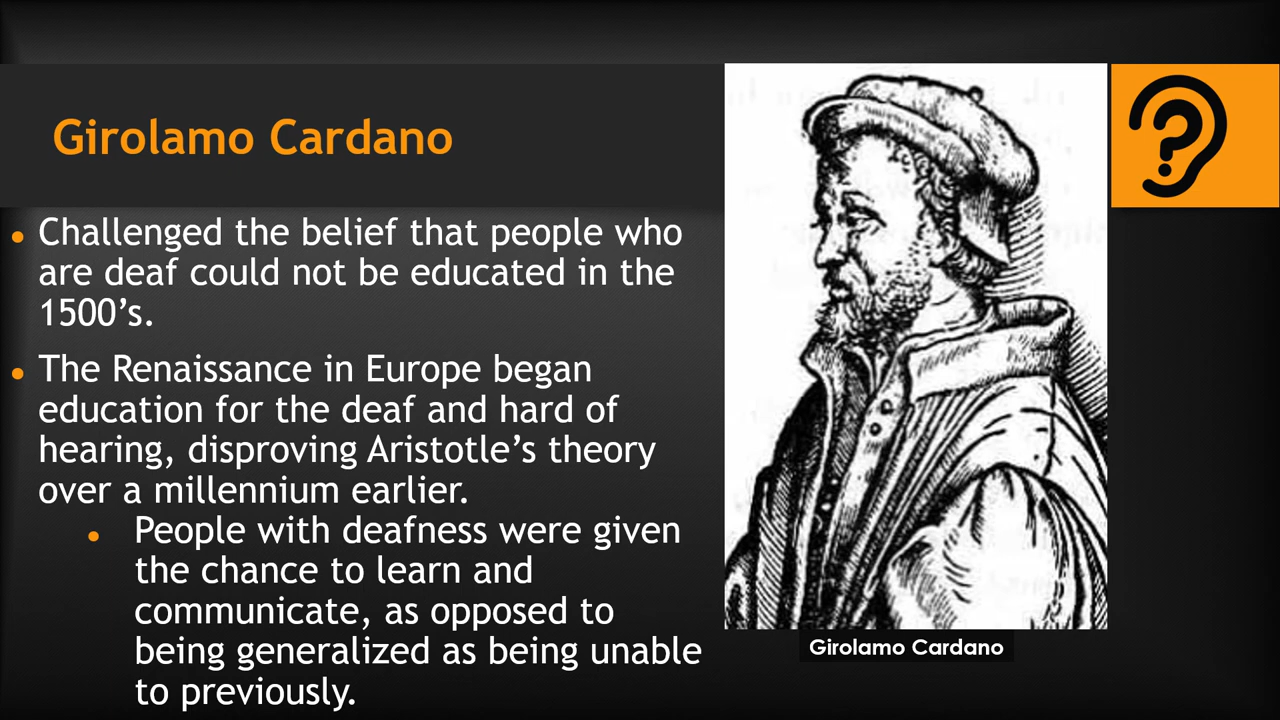 Girolamo Cardano
• Challenged the belief that people who
are deaf could not be educated in the
1500’s.
• The Renaissance in Europe began
education for the deaf and hard of
hearing, disproving Aristotle’s theory
over a millennium earlier.
• People with deafness were given
the chance to learn and
communicate, as opposed to
being generalized as being unable
to previously.
Girolamo Cardano